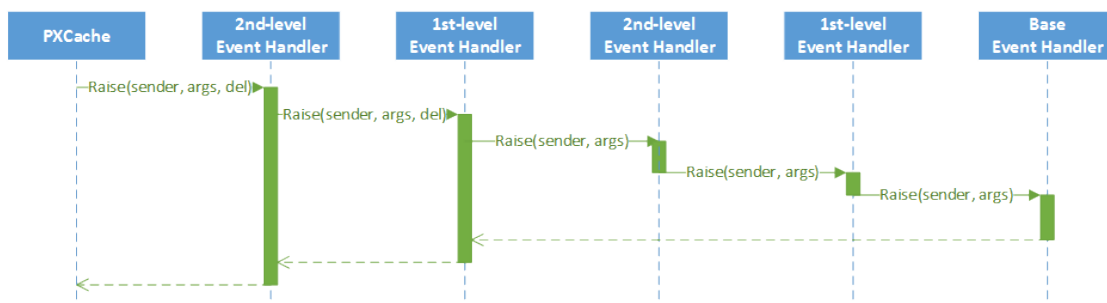 PXCache
2nd-level
Event Handler
1st-level
Event Handler
2nd-level
Event Handler
1st-level
Event Handler
Base
Event Handler
Raise(sender, args, del)
Raise(sender, args, del)
Raise(sender, args)
Raise(sender, args)
Raise(sender, args)